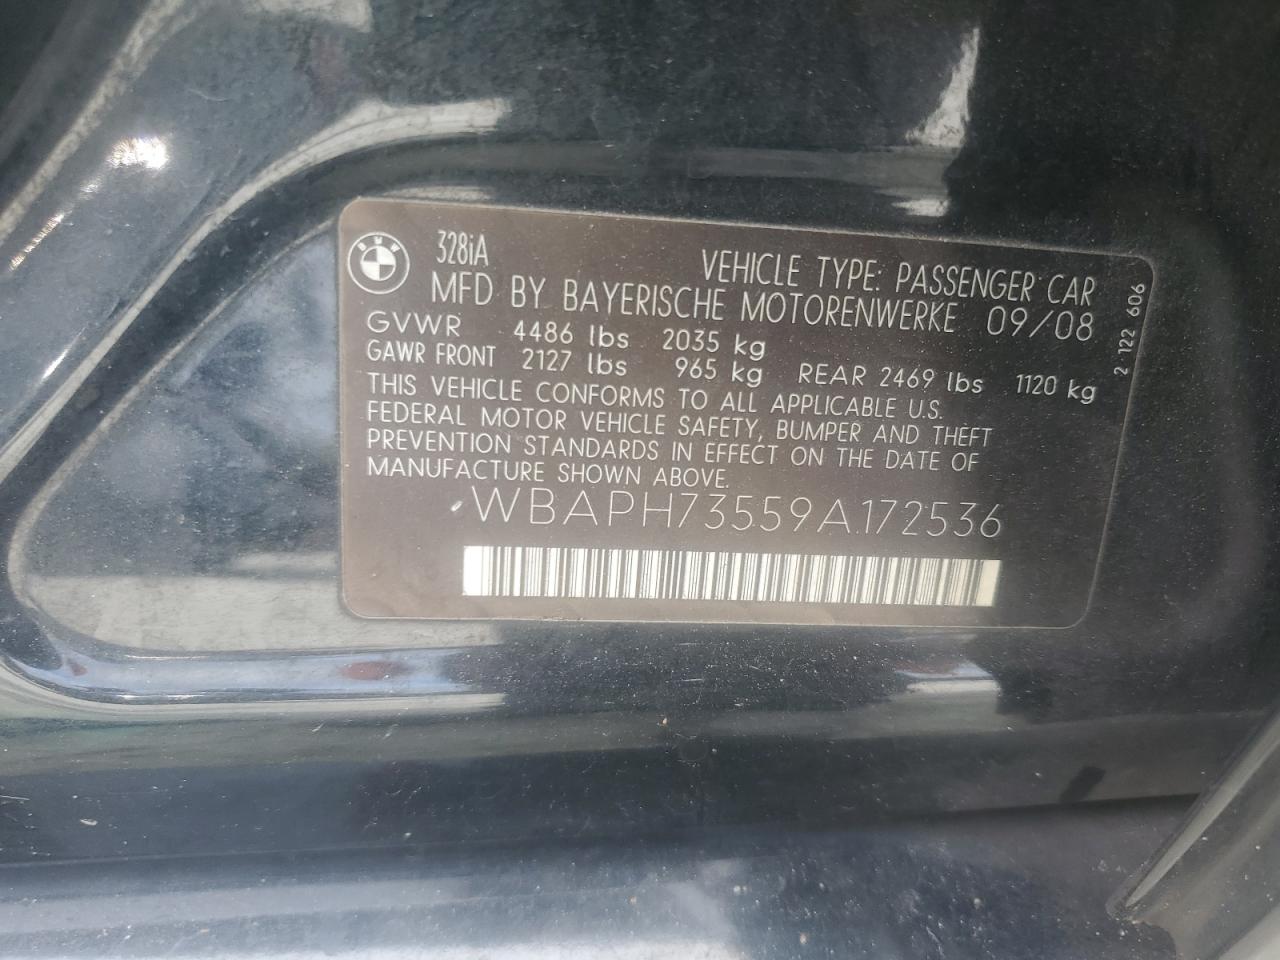 BMW
328iA
VEHICLE TYPE: PASSENGER CAR
MFD BY BAYERISCHE MOTORENWERKE 09/08
GVWR 4486 lbs 2035 kg
GAWR FRONT 2127 lbs 965 kg REAR 2469 lbs 1120 kg
THIS VEHICLE CONFORMS TO ALL APPLICABLE U.S.
FEDERAL MOTOR VEHICLE SAFETY, BUMPER AND THEFT
PREVENTION STANDARDS IN EFFECT ON THE DATE OF
MANUFACTURE SHOWN ABOVE.
WBAPH73559A172536
2 122 606